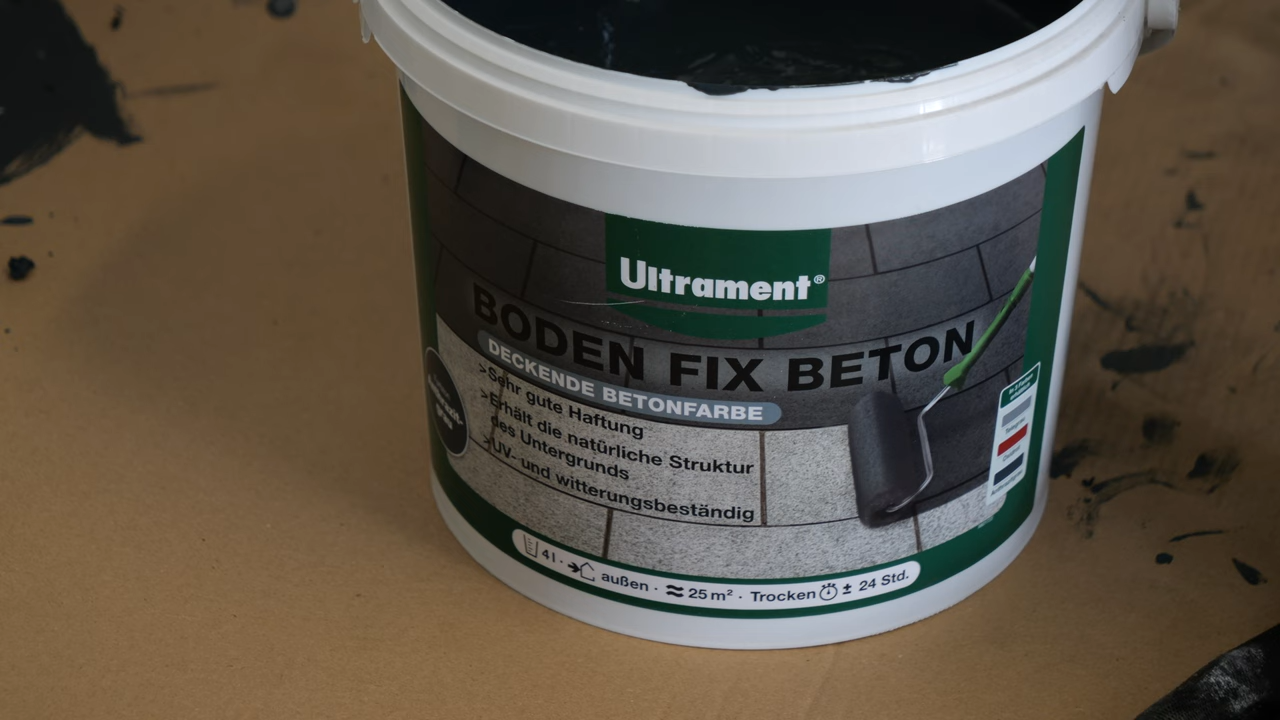 Ultrament®
BODEN FIX BETON
DECKENDE BETONFARBE
>Sehr gute Haftung
>Erhält die natürliche Struktur
des Untergrunds
>UV- und witterungsbeständig
4 l · außen · 25 m² · Trocken ± 24 Std.